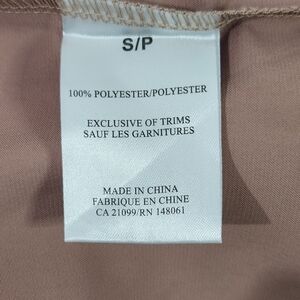 S/P
100% POLYESTER/POLYESTER
EXCLUSIVE OF TRIMS
SAUF LES GARNITURES
MADE IN CHINA
FABRIQUE EN CHINE
CA 21099/RN 148061